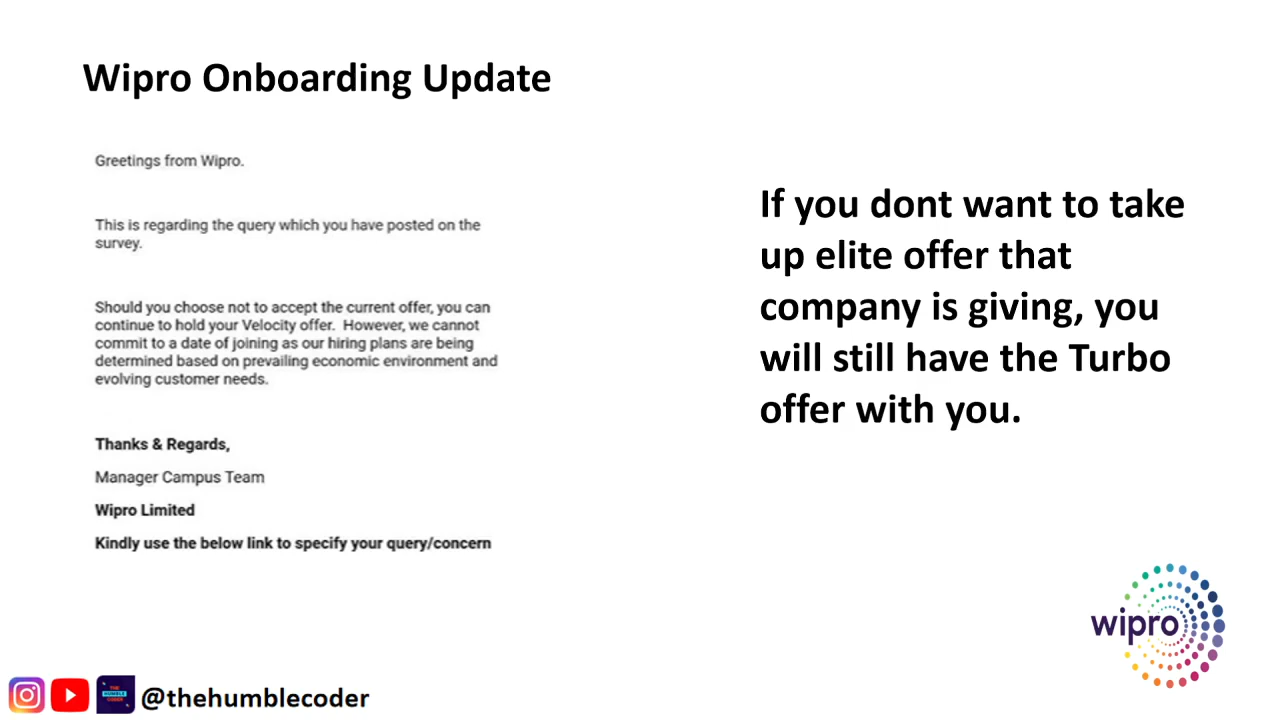 Wipro Onboarding Update
Greetings from Wipro.
This is regarding the query which you have posted on the
survey.
Should you choose not to accept the current offer, you can
continue to hold your Velocity offer. However, we cannot
commit to a date of joining as our hiring plans are being
determined based on prevailing economic environment and
evolving customer needs.
Thanks & Regards,
Manager Campus Team
Wipro Limited
Kindly use the below link to specify your query/concern
If you dont want to take
up elite offer that
company is giving, you
will still have the Turbo
offer with you.
wipro
THE
HUMBLE
CODER
@thehumblecoder